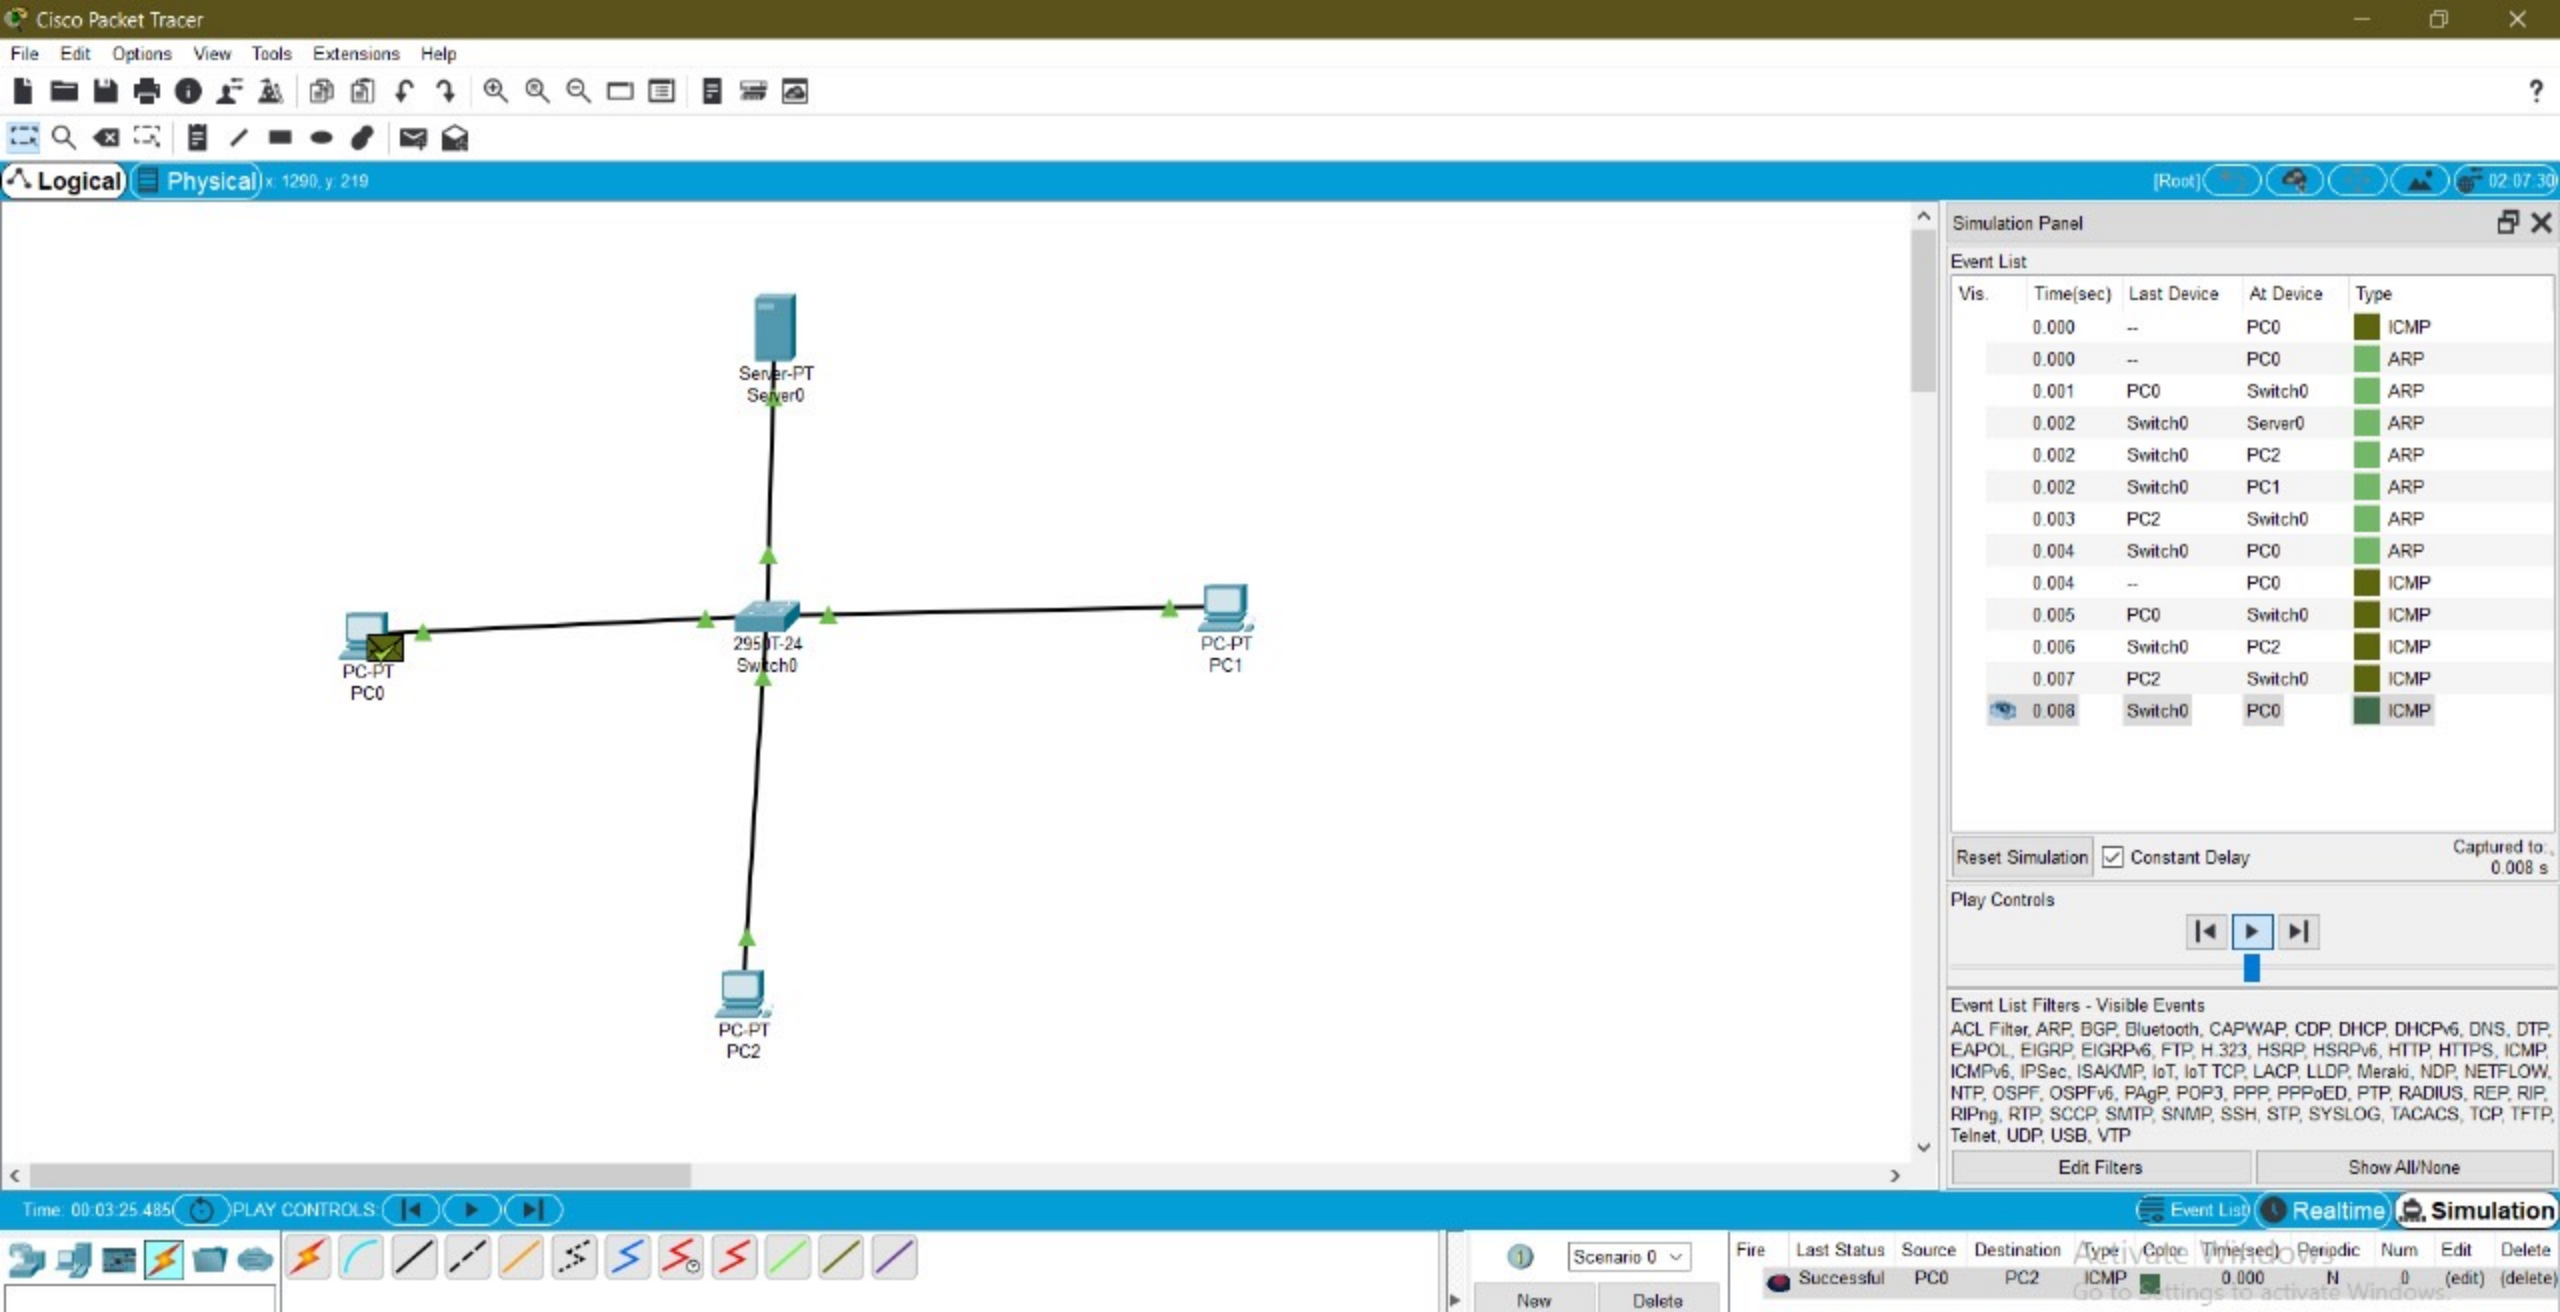 Cisco Packet Tracer
File Edit Options View Tools Extensions Help
?
Logical Physical x: 1290, y: 219 [Root] 02:07:30
Simulation Panel
Event List
Vis. Time(sec) Last Device At Device Type
0.000 -- PC0 ICMP
0.000 -- PC0 ARP
0.001 PC0 Switch0 ARP
0.002 Switch0 Server0 ARP
0.002 Switch0 PC2 ARP
0.002 Switch0 PC1 ARP
0.003 PC2 Switch0 ARP
0.004 Switch0 PC0 ARP
0.004 -- PC0 ICMP
0.005 PC0 Switch0 ICMP
0.006 Switch0 PC2 ICMP
0.007 PC2 Switch0 ICMP
0.008 Switch0 PC0 ICMP
Server-PT
Server0
2950T-24
Switch0
PC-PT
PC0
PC-PT
PC1
PC-PT
PC2
Reset Simulation Constant Delay Captured to:
0.008 s
Play Controls
Event List Filters - Visible Events
ACL Filter, ARP, BGP, Bluetooth, CAPWAP, CDP, DHCP, DHCPv6, DNS, DTP,
EAPOL, EIGRP, EIGRPv6, FTP, H.323, HSRP, HSRPv6, HTTP, HTTPS, ICMP,
ICMPv6, IPSec, ISAKMP, IoT, IoT TCP, LACP, LLDP, Meraki, NDP, NETFLOW,
NTP, OSPF, OSPFv6, PAgP, POP3, PPP, PPPoED, PTP, RADIUS, REP, RIP,
RIPng, RTP, SCCP, SMTP, SNMP, SSH, STP, SYSLOG, TACACS, TCP, TFTP,
Telnet, UDP, USB, VTP
Edit Filters Show All/None
Time: 00:03:25.485 PLAY CONTROLS: Event List Realtime Simulation
1 Scenario 0
New Delete
Fire Last Status Source Destination Type Color Time(sec) Periodic Num Edit Delete
Successful PC0 PC2 ICMP 0.000 N 0 (edit) (delete)
Activate Windows
Go to Settings to activate Windows.